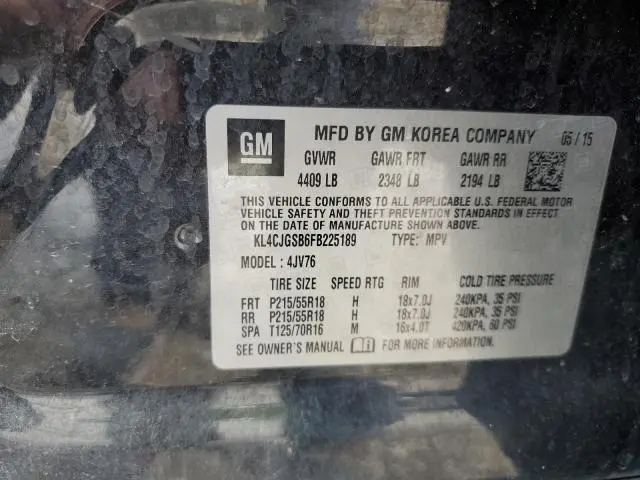 GM MFD BY GM KOREA COMPANY 05/15
GVWR GAWR FRT GAWR RR
4409 LB 2348 LB 2194 LB
THIS VEHICLE CONFORMS TO ALL APPLICABLE U.S. FEDERAL MOTOR
VEHICLE SAFETY AND THEFT PREVENTION STANDARDS IN EFFECT
ON THE DATE OF MANUFACTURE SHOWN ABOVE.
KL4CJGSB6FB225189 TYPE: MPV
MODEL: 4JV76
TIRE SIZE SPEED RTG RIM COLD TIRE PRESSURE
FRT P215/55R18 H 18x7.0J 240KPA, 35 PSI
RR P215/55R18 H 18x7.0J 240KPA, 35 PSI
SPA T125/70R16 M 16x4.0T 420KPA, 60 PSI
SEE OWNER'S MANUAL FOR MORE INFORMATION.